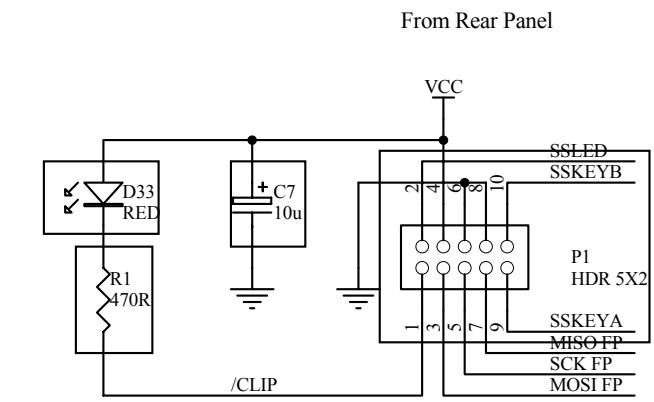 From Rear Panel
VCC
SSLED
SSKEYB
2
4
6
8
10
D33
RED
+
C7
10u
P1
HDR 5X2
R1
470R
1
3
5
7
9
SSKEYA
MISO FP
SCK FP
/CLIP
MOSI FP